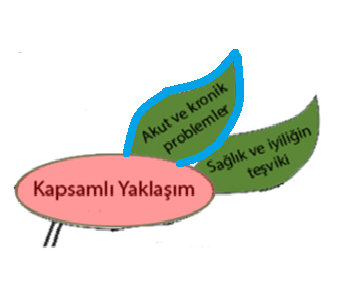 Akut ve kronik
problemler
Sağlık ve iyiliğin
teşviki
Kapsamlı Yaklaşım